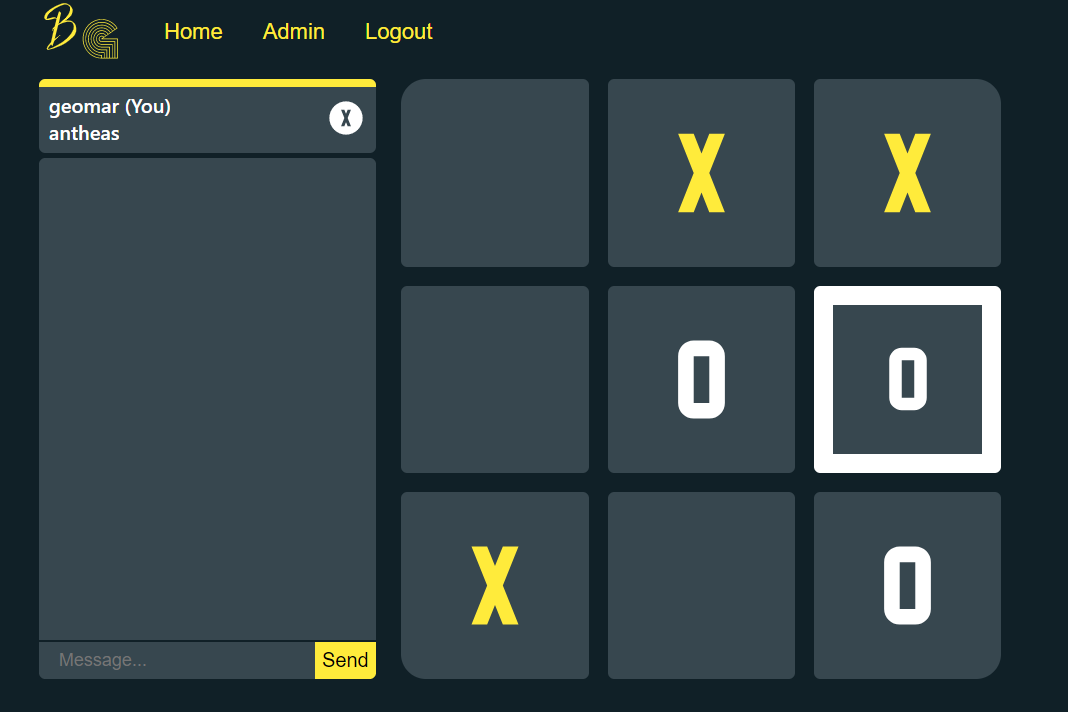 BG Home Admin Logout
geomar (You)
antheas
X
X X
O O
X O
Message... Send